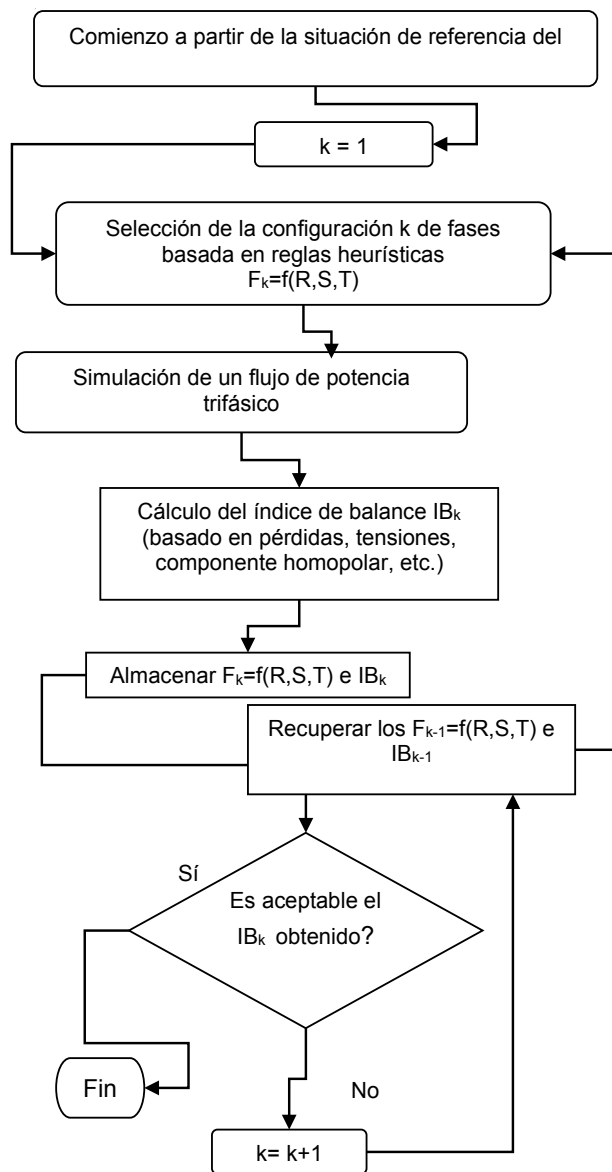 Comienzo a partir de la situación de referencia del
k = 1
Selección de la configuración k de fases
basada en reglas heurísticas
Fₖ=f(R,S,T)
Simulación de un flujo de potencia
trifásico
Cálculo del índice de balance IBₖ
(basado en pérdidas, tensiones,
componente homopolar, etc.)
Almacenar Fₖ=f(R,S,T) e IBₖ
Recuperar los Fₖ₋₁=f(R,S,T) e
IBₖ₋₁
Sí
Es aceptable el
IBₖ obtenido?
Fin
No
k= k+1